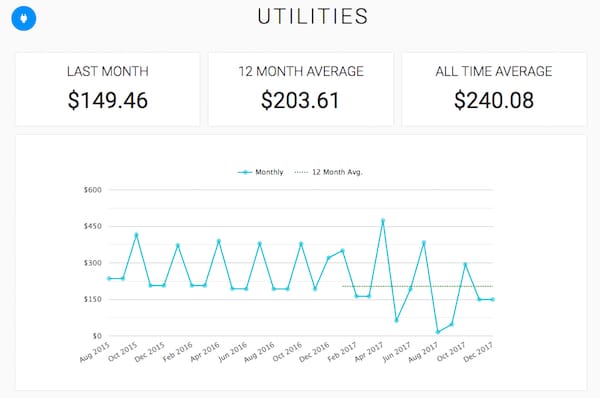 UTILITIES
LAST MONTH
$149.46
12 MONTH AVERAGE
$203.61
ALL TIME AVERAGE
$240.08
Monthly
12 Month Avg.
$600
$450
$300
$150
$0
Aug 2015
Oct 2015
Dec 2015
Feb 2016
Apr 2016
Jun 2016
Aug 2016
Oct 2016
Dec 2016
Feb 2017
Apr 2017
Jun 2017
Aug 2017
Oct 2017
Dec 2017